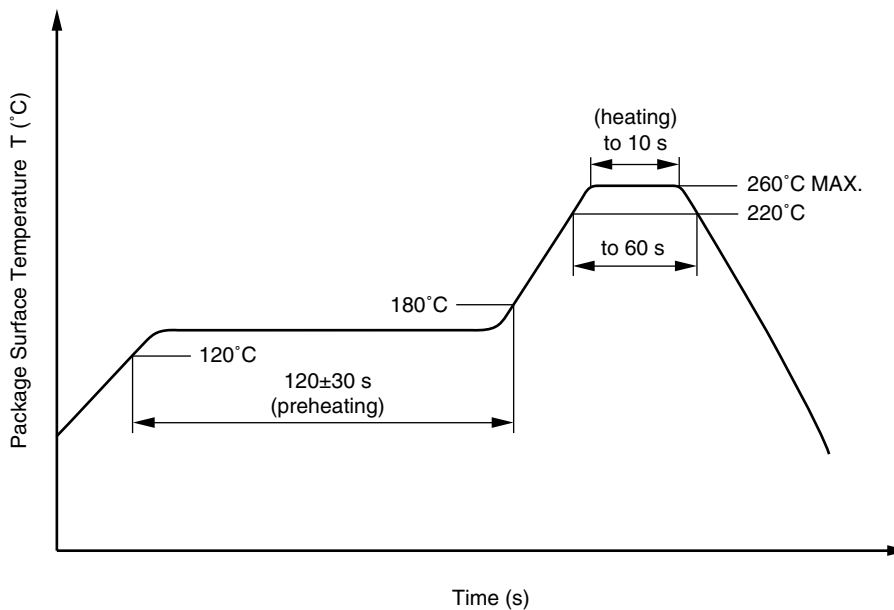 Package Surface Temperature T (˚C)
(heating)
to 10 s
260˚C MAX.
220˚C
to 60 s
180˚C
120˚C
120±30 s
(preheating)
Time (s)